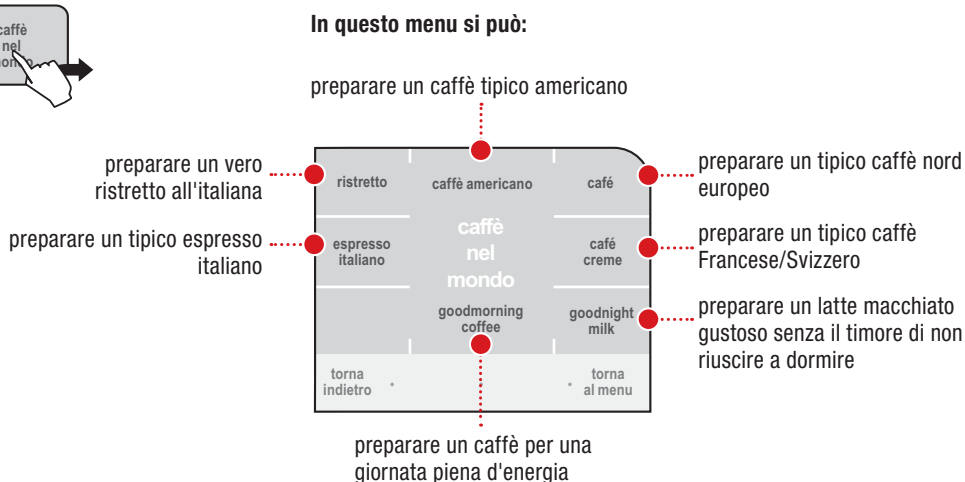 caffè
nel
In questo menu si può:
preparare un caffè tipico americano
preparare un vero
ristretto all'italiana
preparare un tipico espresso
italiano
ristretto
caffè americano
café
espresso
italiano
caffè
nel
mondo
café
creme
goodmorning
coffee
goodnight
milk
torna
indietro
torna
al menu
preparare un tipico caffè nord
europeo
preparare un tipico caffè
Francese/Svizzero
preparare un latte macchiato
gustoso senza il timore di non
riuscire a dormire
preparare un caffè per una
giornata piena d'energia